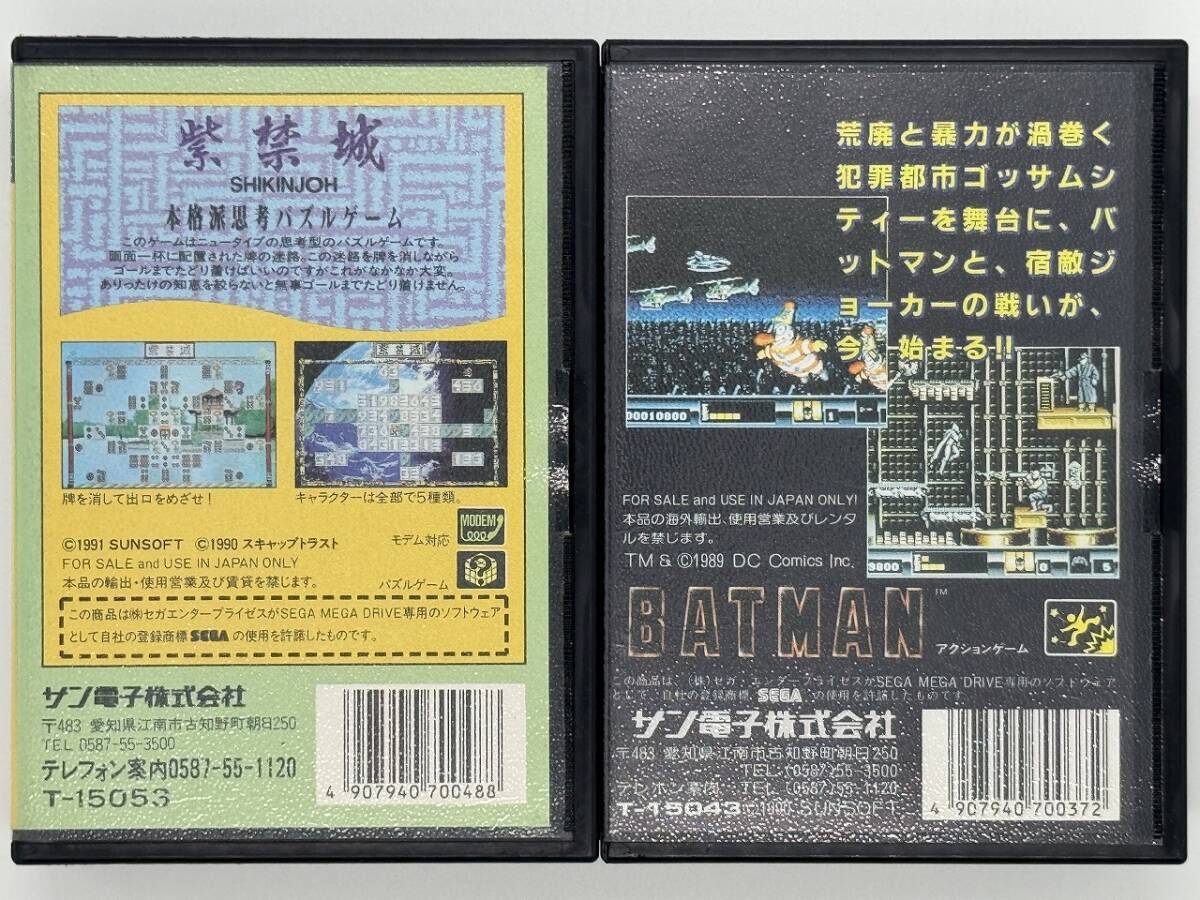 紫禁城
SHIKINJOH
本格派思考パズルゲーム
このゲームはニュータイプの思考型のパズルゲームです。
画面一杯に配置された牌の迷路。この迷路を牌を消しながら
ゴールまでたどり着けばいいのですがこれがなかなか大変。
ありったけの知恵を絞らないと無事ゴールまでたどり着けません。
紫禁城
紫禁城
牌を消して出口をめざせ!
キャラクターは全部で5種類。
モデム対応
MODEM
©1991 SUNSOFT ©1990 スキャップトラスト
FOR SALE and USE IN JAPAN ONLY
本品の輸出・使用営業及び賃貸を禁じます。
パズルゲーム
この商品は㈱セガエンタープライゼスがSEGA MEGA DRIVE専用のソフトウェア
として自社の登録商標 SEGA の使用を許諾したものです。
サン電子株式会社
〒483 愛知県江南市古知野町朝日250
TEL 0587-55-3500
テレフォン案内0587-55-1120
T-15053
4 907940 700488
荒廃と暴力が渦巻く
犯罪都市ゴッサムシ
ティーを舞台に、バ
ットマンと、宿敵ジ
ョーカーの戦いが、
今 始まる!!
00010800
1
3800
0
5
FOR SALE and USE IN JAPAN ONLY!
本品の海外輸出、使用営業及びレンタ
ルを禁じます。
TM & ©1989 DC Comics Inc.
BATMAN™
アクションゲーム
この商品は、(株)セガ・エンタープライゼスがSEGA MEGA DRIVE専用のソフトウェア
として、自社の登録商標 SEGA の使用を許諾したものです。
サン電子株式会社
〒483 愛知県江南市古知野町朝日250
TEL (0587)55-3500
テレホン案内 TEL (0587)55-1120
T-15043 ©1990 SUNSOFT
4 907940 700372